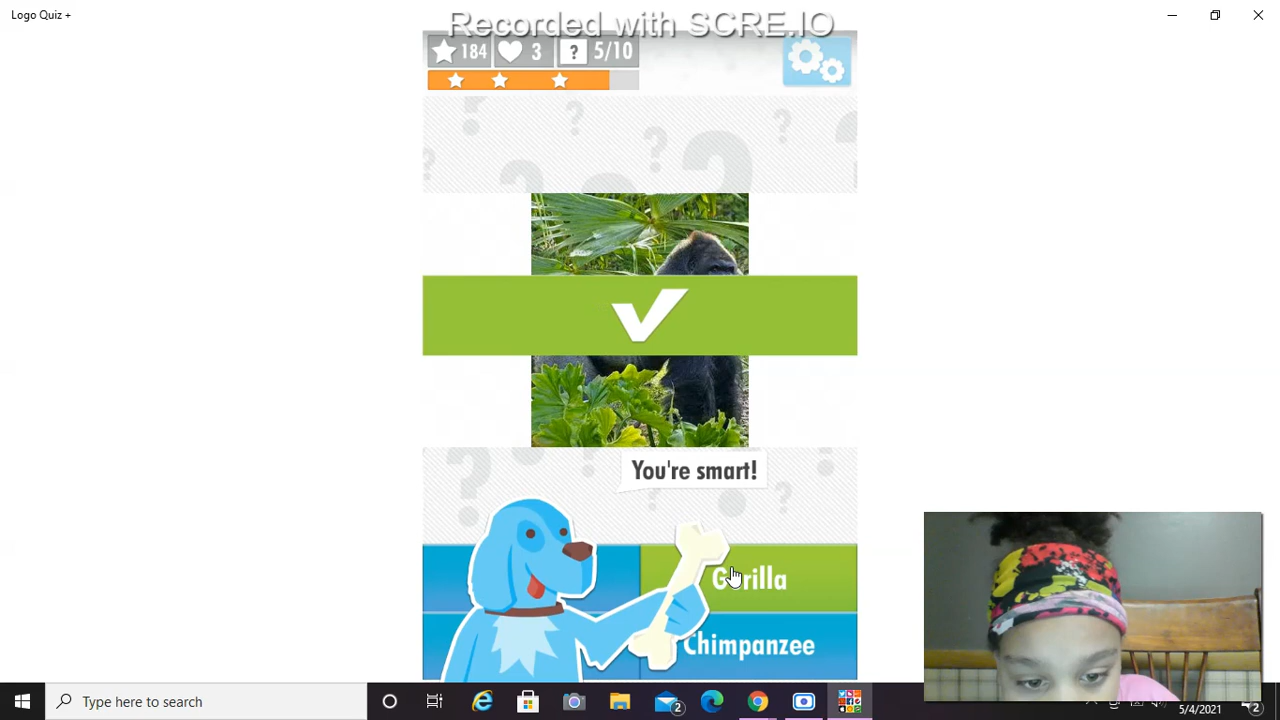 Logo Quiz +
Recorded with SCRE.IO
184
3
? 5/10
You're smart!
Gorilla
Chimpanzee
Type here to search
2
5/4/2021
2